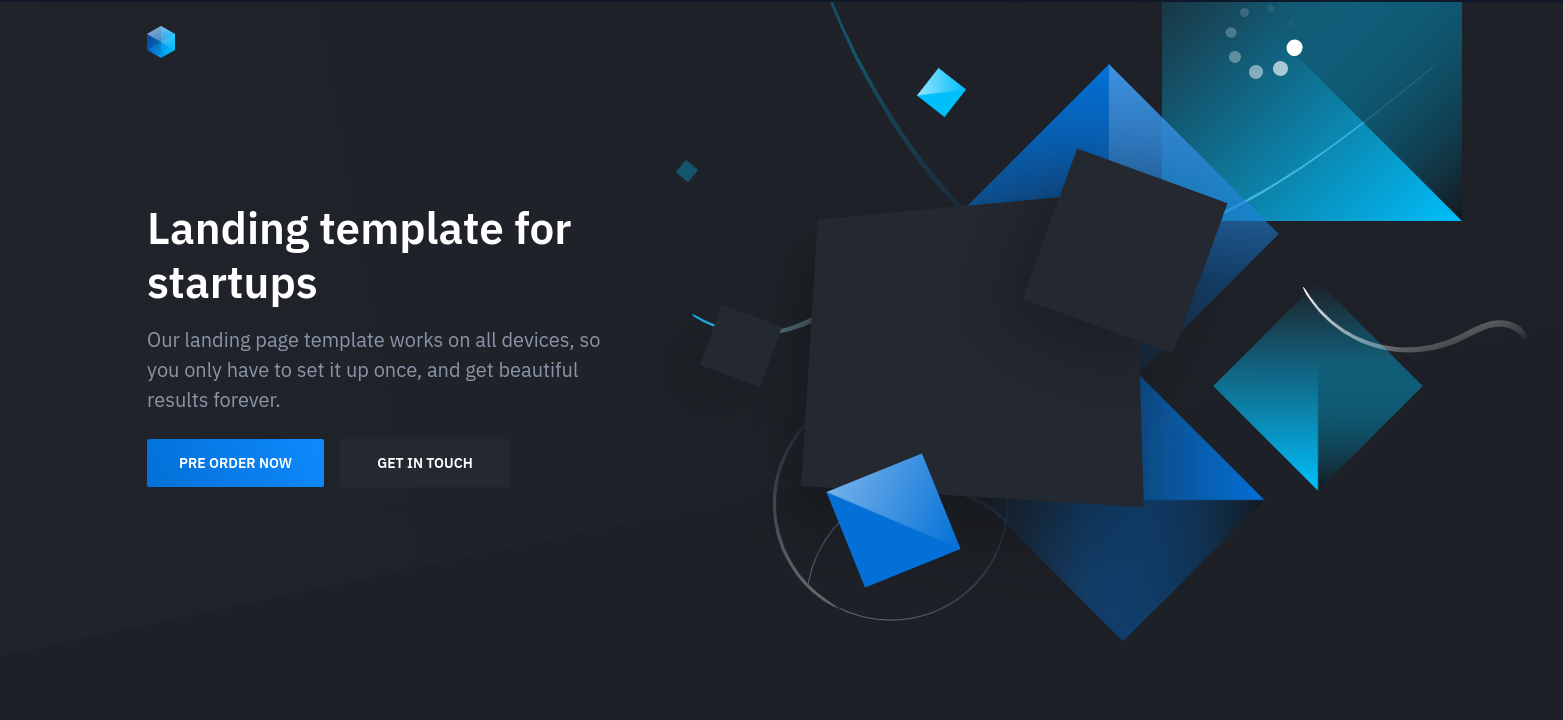 Landing template for
startups
Our landing page template works on all devices, so
you only have to set it up once, and get beautiful
results forever.
PRE ORDER NOW
GET IN TOUCH